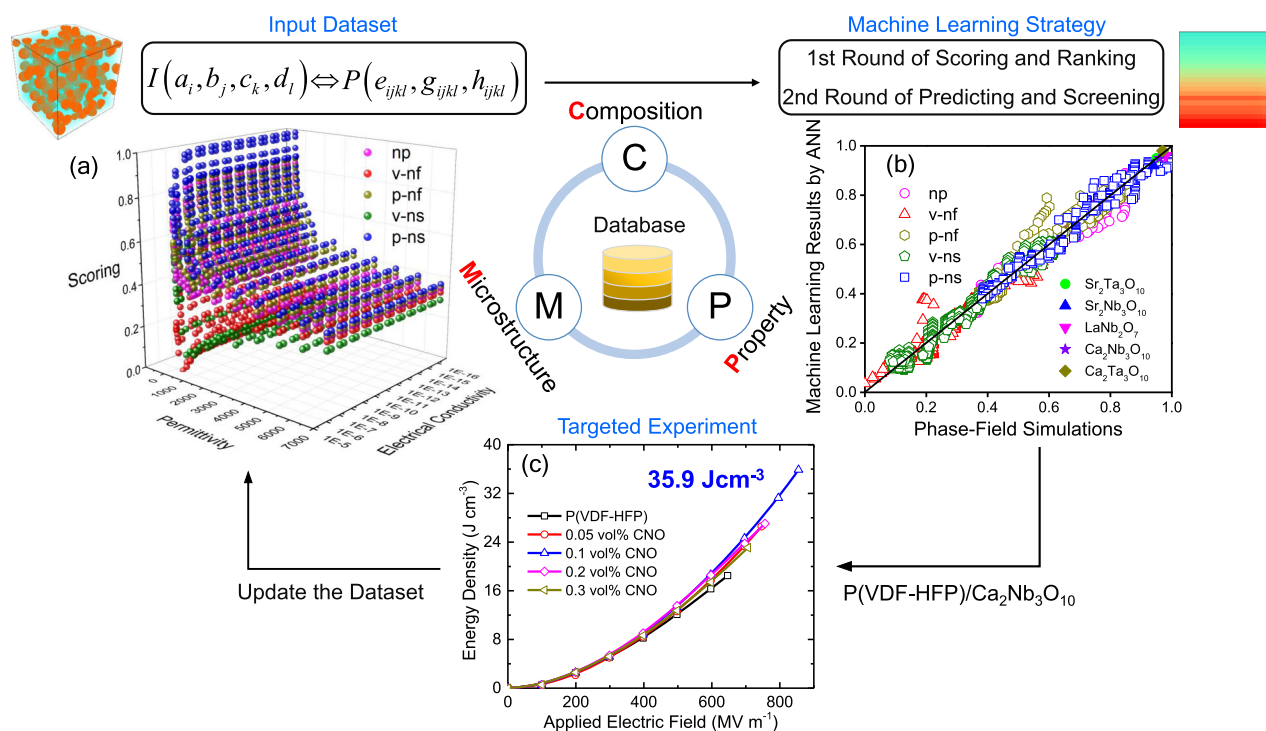 Input Dataset
I(a_i, b_j, c_k, d_l) ⇔ P(e_ijkl, g_ijkl, h_ijkl)
Machine Learning Strategy
1st Round of Scoring and Ranking
2nd Round of Predicting and Screening
Composition
C
Database
M
P
Microstructure
Property
(a)
1.0
0.8
0.6
0.4
0.2
0.0
Scoring
np
v-nf
p-nf
v-ns
p-ns
0
1000
2000
3000
4000
5000
6000
7000
Permittivity
Electrical Conductivity
(b)
Machine Learning Results by ANN
1.0
0.8
0.6
0.4
0.2
0.0
np
v-nf
p-nf
v-ns
p-ns
Sr₂Ta₃O₁₀
Sr₂Nb₃O₁₀
LaNb₂O₇
Ca₂Nb₃O₁₀
Ca₂Ta₃O₁₀
0.0 0.2 0.4 0.6 0.8 1.0
Phase-Field Simulations
Targeted Experiment
(c)
35.9 Jcm⁻³
Energy Density (J cm⁻³)
40
32
24
16
8
0
P(VDF-HFP)
0.05 vol% CNO
0.1 vol% CNO
0.2 vol% CNO
0.3 vol% CNO
0 200 400 600 800
Applied Electric Field (MV m⁻¹)
Update the Dataset
P(VDF-HFP)/Ca₂Nb₃O₁₀